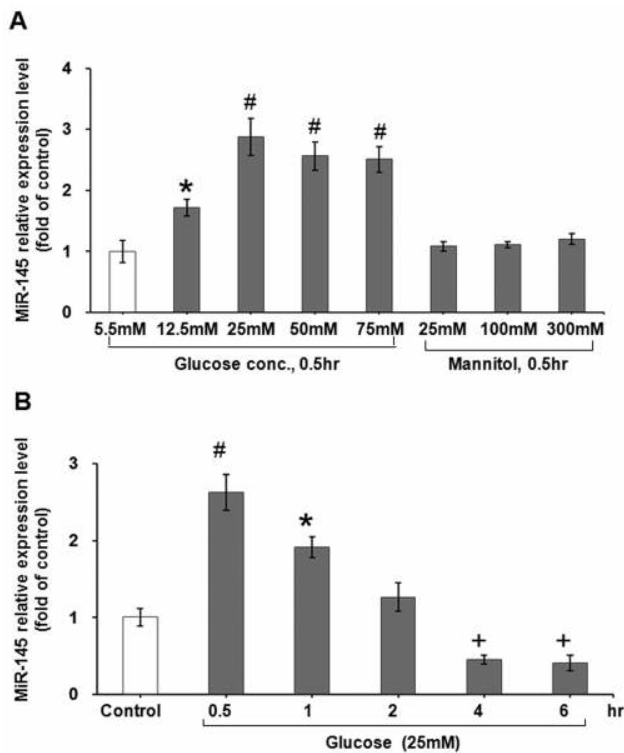 A
MiR-145 relative expression level
(fold of control)
4
3
2
1
0
*
#
#
#
5.5mM 12.5mM 25mM 50mM 75mM 25mM 100mM 300mM
Glucose conc., 0.5hr Mannitol, 0.5hr
B
MiR-145 relative expression level
(fold of control)
3
2
1
0
#
*
+
+
Control 0.5 1 2 4 6 hr
Glucose (25mM)